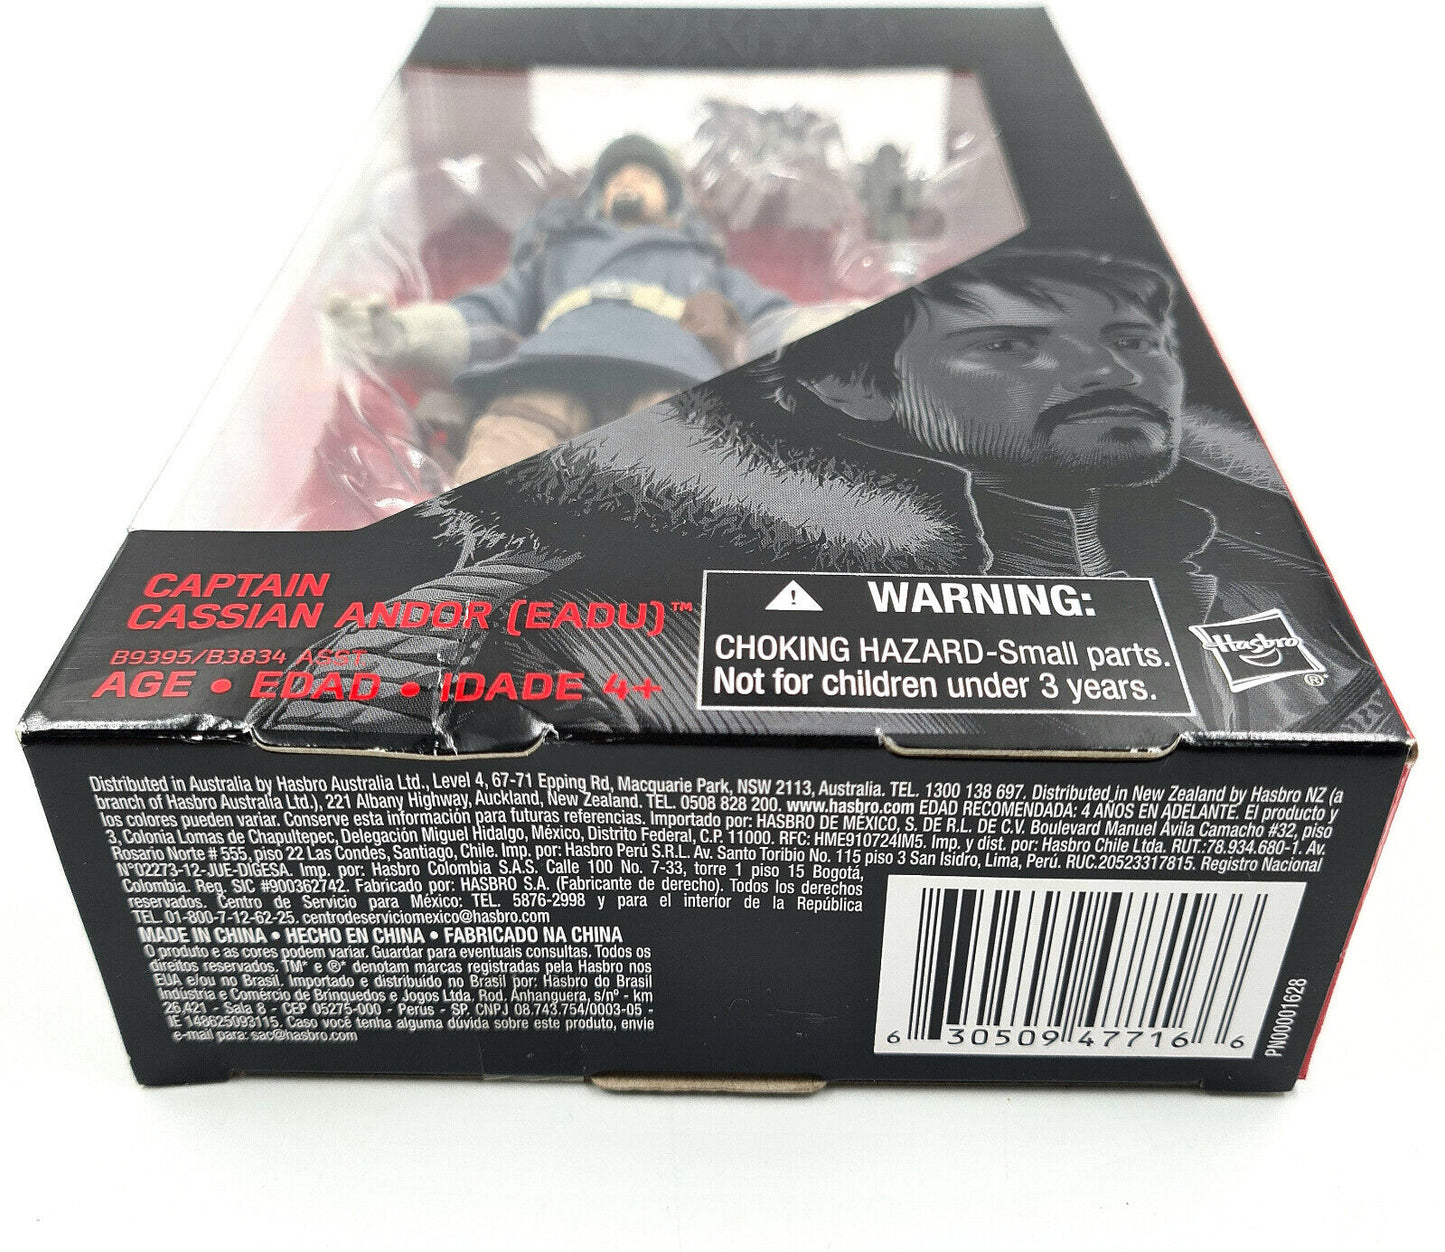 CAPTAIN
CASSIAN ANDOR (EADU)™
B9395/B3834 ASST
AGE • EDAD • IDADE 4+
⚠ WARNING:
CHOKING HAZARD-Small parts.
Not for children under 3 years.
Hasbro
®
Distributed in Australia by Hasbro Australia Ltd., Level 4, 67-71 Epping Rd, Macquarie Park, NSW 2113, Australia. TEL. 1300 138 697. Distributed in New Zealand by Hasbro NZ (a
branch of Hasbro Australia Ltd.), 221 Albany Highway, Auckland, New Zealand. TEL. 0508 828 200. www.hasbro.com EDAD RECOMENDADA: 4 AÑOS EN ADELANTE. El producto y
los colores pueden variar. Conserve esta información para futuras referencias. Importado por: HASBRO DE MÉXICO, S. DE R.L. DE C.V. Boulevard Manuel Ávila Camacho #32, piso
3, Colonia Lomas de Chapultepec, Delegación Miguel Hidalgo, México, Distrito Federal, C.P. 11000. RFC: HME910724IM5. Imp. y dist. por: Hasbro Chile Ltda. RUT.:78.934.680-1. Av.
Rosario Norte # 555, piso 22 Las Condes, Santiago, Chile. Imp. por: Hasbro Perú S.R.L. Av. Santo Toribio No. 115 piso 3 San Isidro, Lima, Perú. RUC.20523317815. Registro Nacional
N°02273-12-JUE-DIGESA. Imp. por: Hasbro Colombia S.A.S. Calle 100 No. 7-33, torre 1 piso 15 Bogotá,
Colombia. Reg. SIC #900362742. Fabricado por: HASBRO S.A. (Fabricante de derecho). Todos los derechos
reservados. Centro de Servicio para México: TEL. 5876-2998 y para el interior de la República
TEL. 01-800-7-12-62-25. centrodeserviciomexico@hasbro.com
MADE IN CHINA • HECHO EN CHINA • FABRICADO NA CHINA
O produto e as cores podem variar. Guardar para eventuais consultas. Todos os
direitos reservados. TM* e ®* denotam marcas registradas pela Hasbro nos
EUA e/ou no Brasil. Importado e distribuído no Brasil por: Hasbro do Brasil
Indústria e Comércio de Brinquedos e Jogos Ltda. Rod. Anhanguera, s/nº - km
26,421 - Sala 8 - CEP 05275-000 - Perus - SP. CNPJ 08.743.754/0003-05 -
IE 148625093115. Caso você tenha alguma dúvida sobre este produto, envie
e-mail para: sac@hasbro.com
6 30509 47716 6
PN00001628